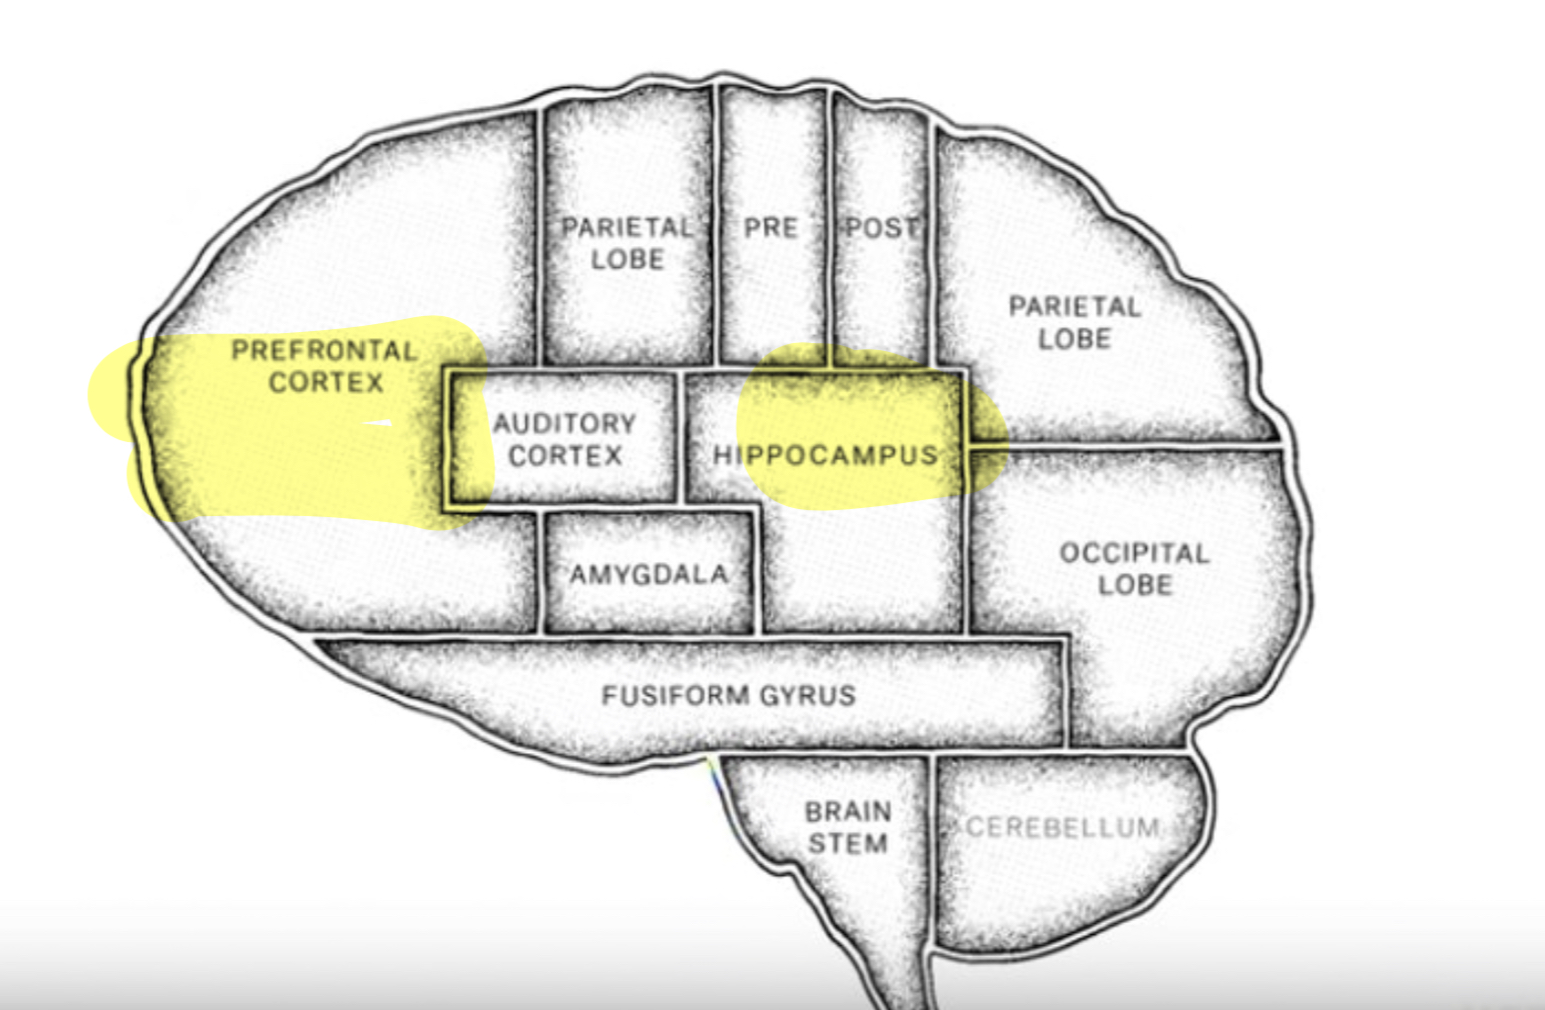 PARIETAL
LOBE
PRE
POST
PARIETAL
LOBE
PREFRONTAL
CORTEX
AUDITORY
CORTEX
HIPPOCAMPUS
OCCIPITAL
LOBE
AMYGDALA
FUSIFORM GYRUS
BRAIN
STEM
CEREBELLUM